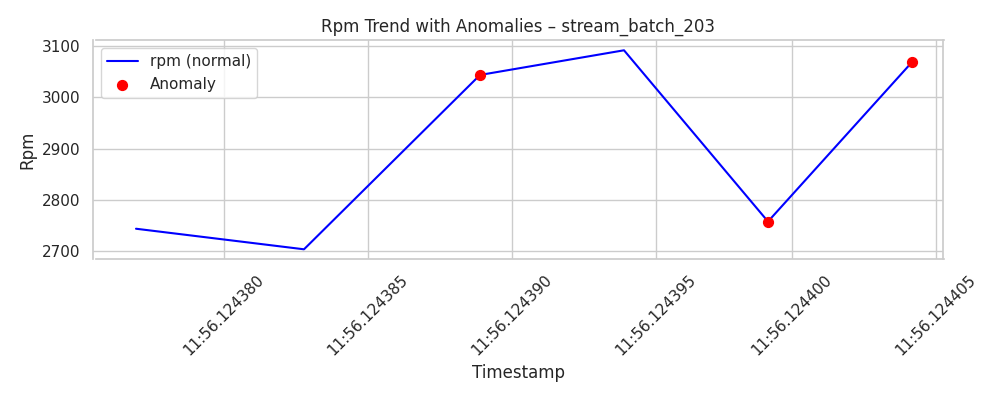 Rpm Trend with Anomalies – stream_batch_203
rpm (normal)
Anomaly
3100
3000
2900
2800
2700
Rpm
11:56.124380
11:56.124385
11:56.124390
11:56.124395
11:56.124400
11:56.124405
Timestamp